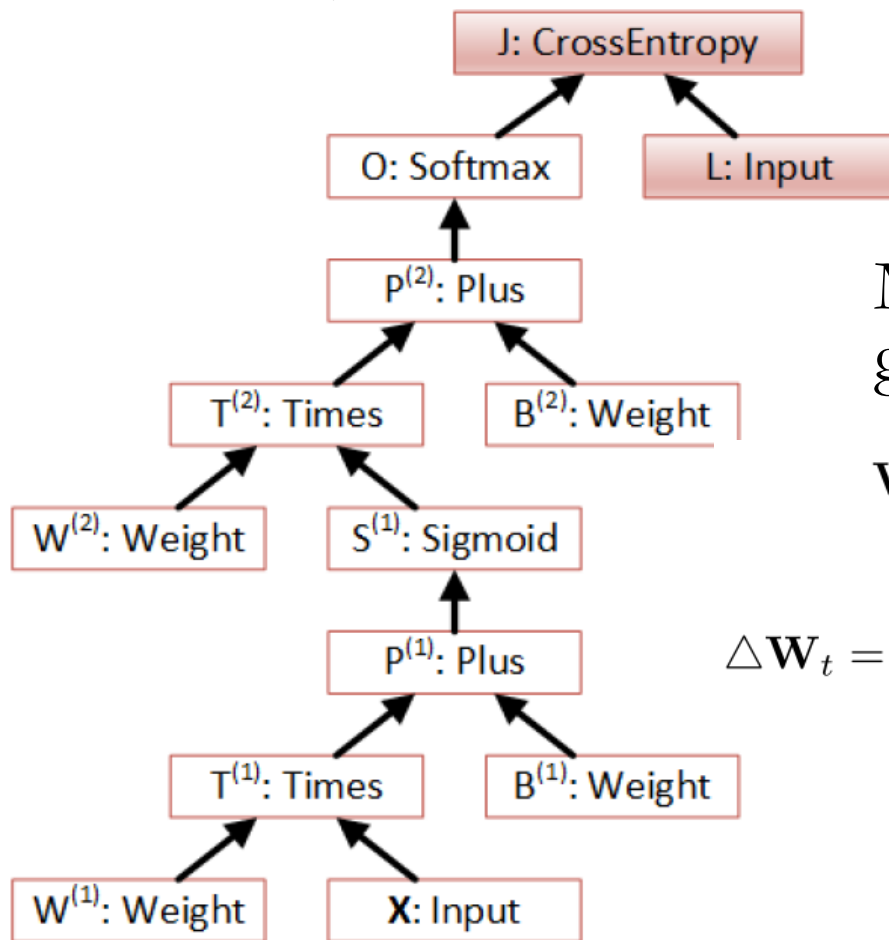 J: CrossEntropy
O: Softmax
L: Input
P(2): Plus
T(2): Times
B(2): Weight
W(2): Weight
S(1): Sigmoid
P(1): Plus
△Wt =
T(1): Times
B(1): Weight
W(1): Weight
X: Input